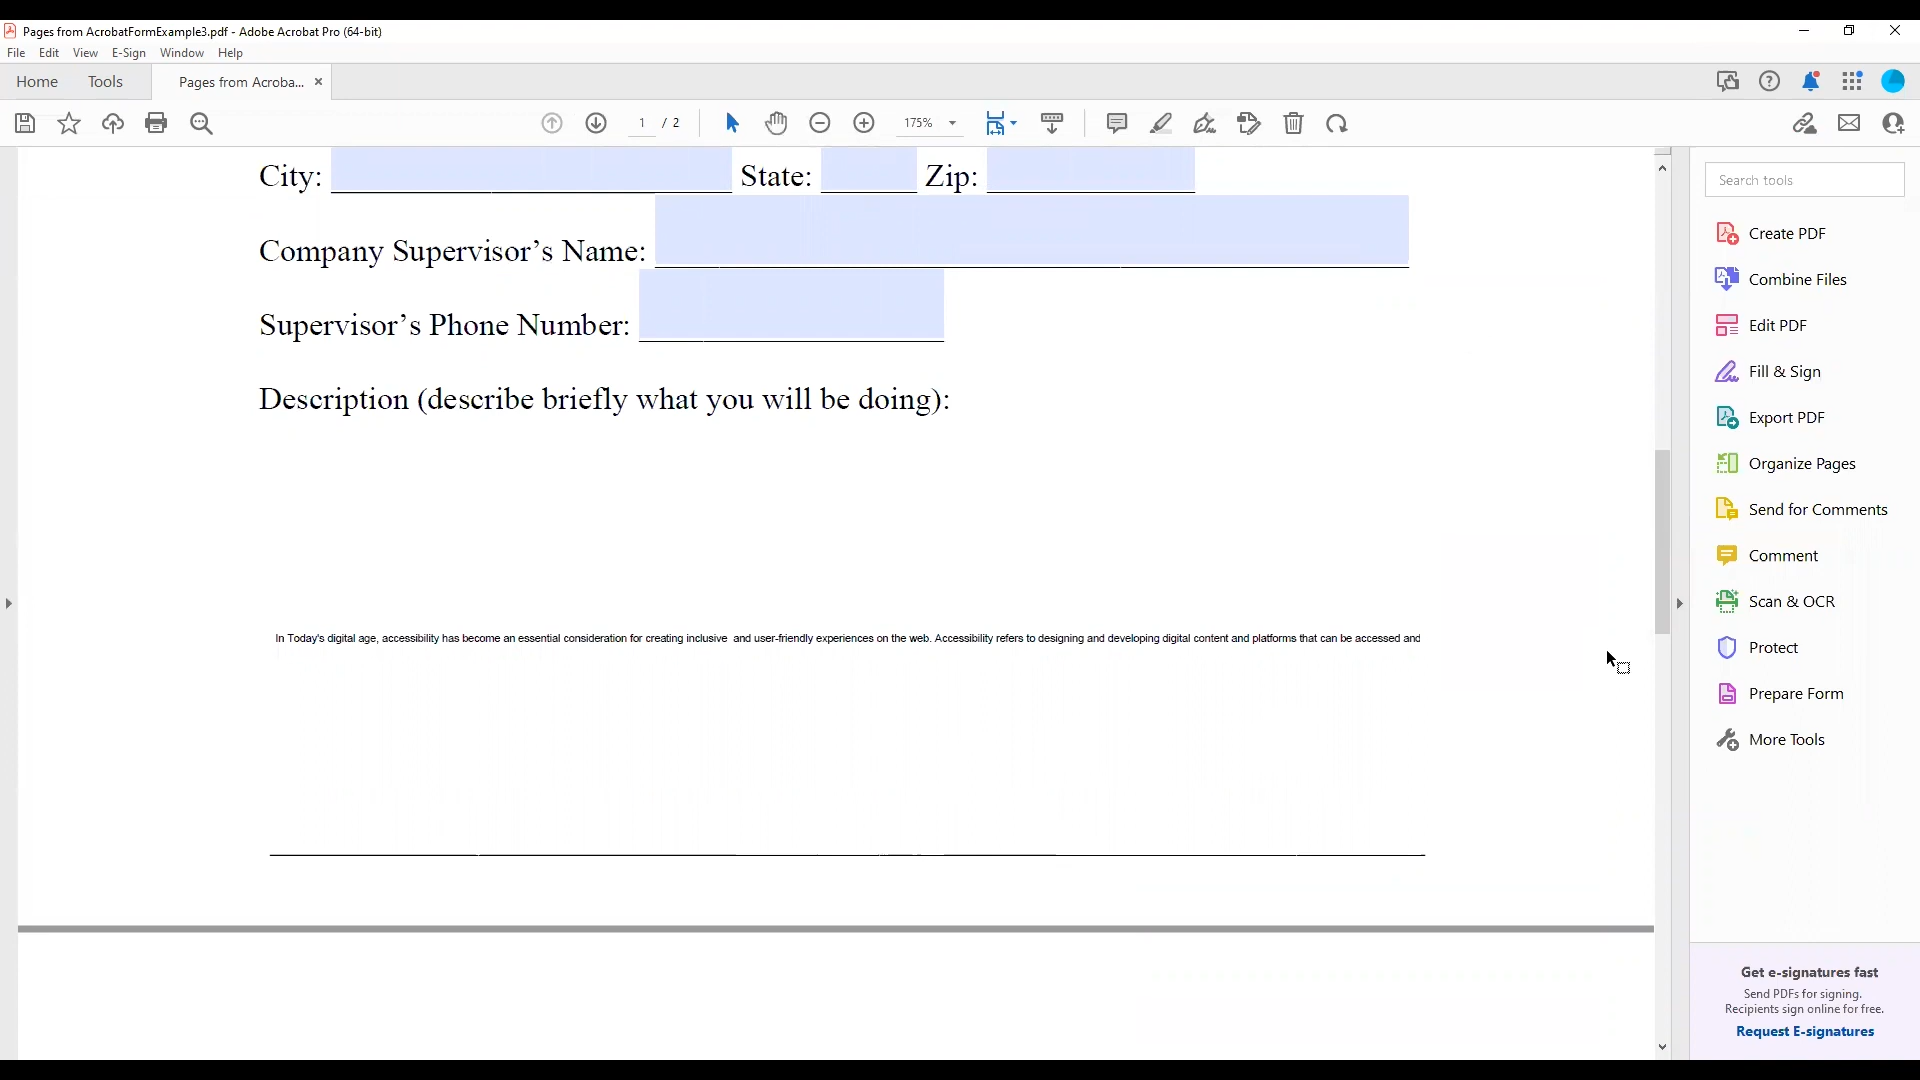 Pages from AcrobatFormExample3.pdf - Adobe Acrobat Pro (64-bit)
File Edit View E-Sign Window Help
Home Tools Pages from Acroba...
1 / 2 175%
City: State: Zip:
Company Supervisor's Name:
Supervisor's Phone Number:
Description (describe briefly what you will be doing):
In Today's digital age, accessibility has become an essential consideration for creating inclusive and user-friendly experiences on the web. Accessibility refers to designing and developing digital content and platforms that can be accessed and
Search tools
Create PDF
Combine Files
Edit PDF
Fill & Sign
Export PDF
Organize Pages
Send for Comments
Comment
Scan & OCR
Protect
Prepare Form
More Tools
Get e-signatures fast
Send PDFs for signing.
Recipients sign online for free.
Request E-signatures